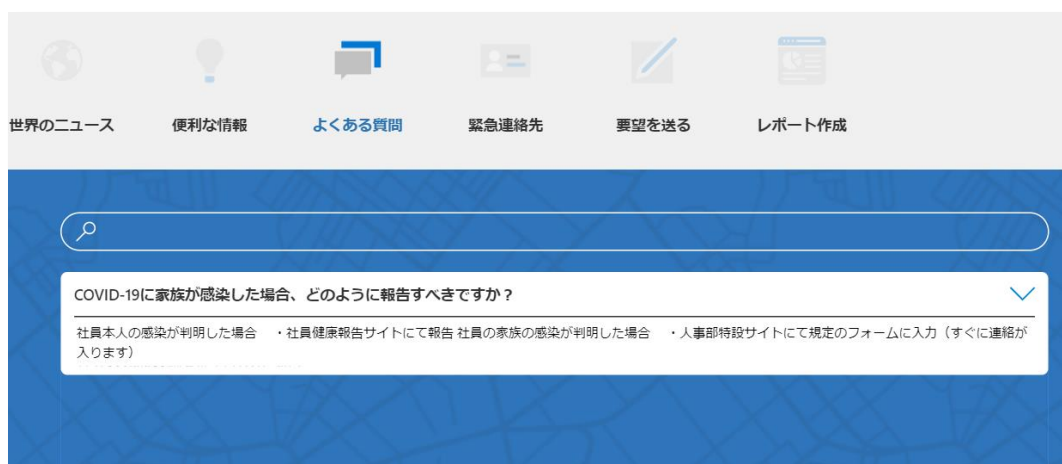 世界のニュース
便利な情報
よくある質問
緊急連絡先
要望を送る
レポート作成
COVID-19に家族が感染した場合、どのように報告すべきですか？
社員本人の感染が判明した場合　・社員健康報告サイトにて報告 社員の家族の感染が判明した場合　・人事部特設サイトにて規定のフォームに入力（すぐに連絡が
入ります）